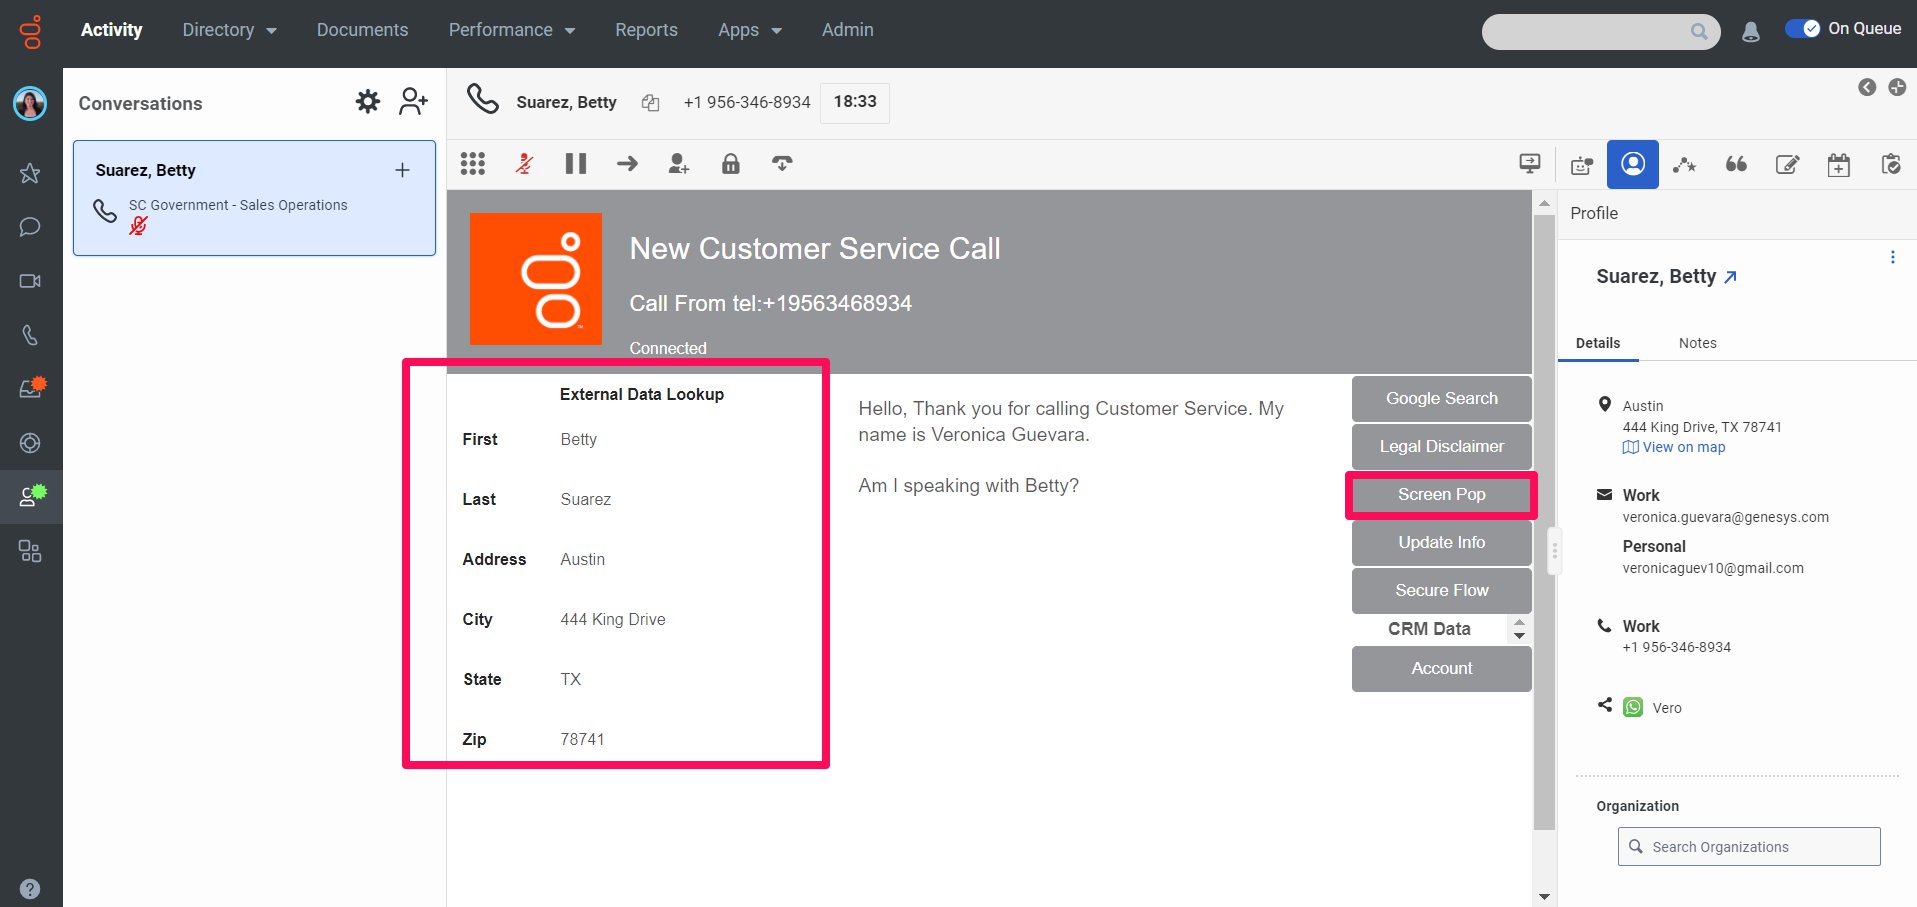 Activity
Directory
Documents
Performance
Reports
Apps
Admin
On Queue
Conversations
Suarez, Betty
SC Government - Sales Operations
Suarez, Betty
+1 956-346-8934
18:33
New Customer Service Call
Call From tel:+19563468934
Connected
External Data Lookup
First Betty
Last Suarez
Address Austin
City 444 King Drive
State TX
Zip 78741
Hello, Thank you for calling Customer Service. My
name is Veronica Guevara.
Am I speaking with Betty?
Google Search
Legal Disclaimer
Screen Pop
Update Info
Secure Flow
CRM Data
Account
Profile
Suarez, Betty
Details Notes
Austin
444 King Drive, TX 78741
View on map
Work
veronica.guevara@genesys.com
Personal
veronicaguev10@gmail.com
Work
+1 956-346-8934
Vero
Organization
Search Organizations